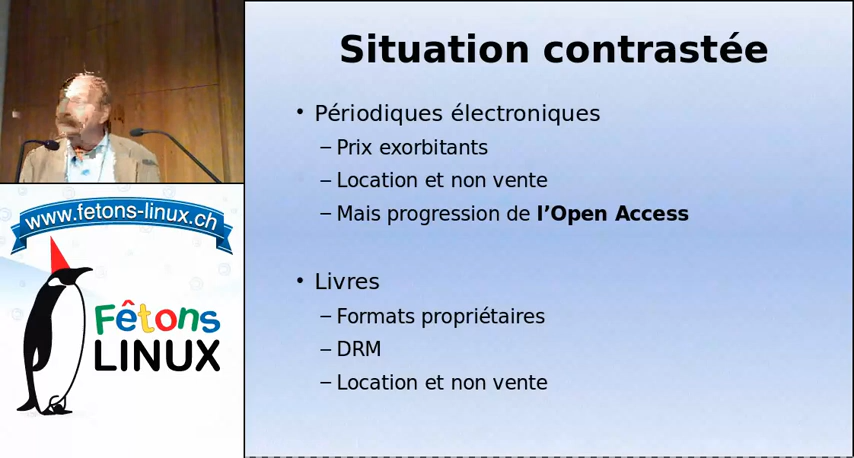 www.fetons-linux.ch
Fêtons
LINUX
Situation contrastée
• Périodiques électroniques
– Prix exorbitants
– Location et non vente
– Mais progression de l’Open Access
• Livres
– Formats propriétaires
– DRM
– Location et non vente